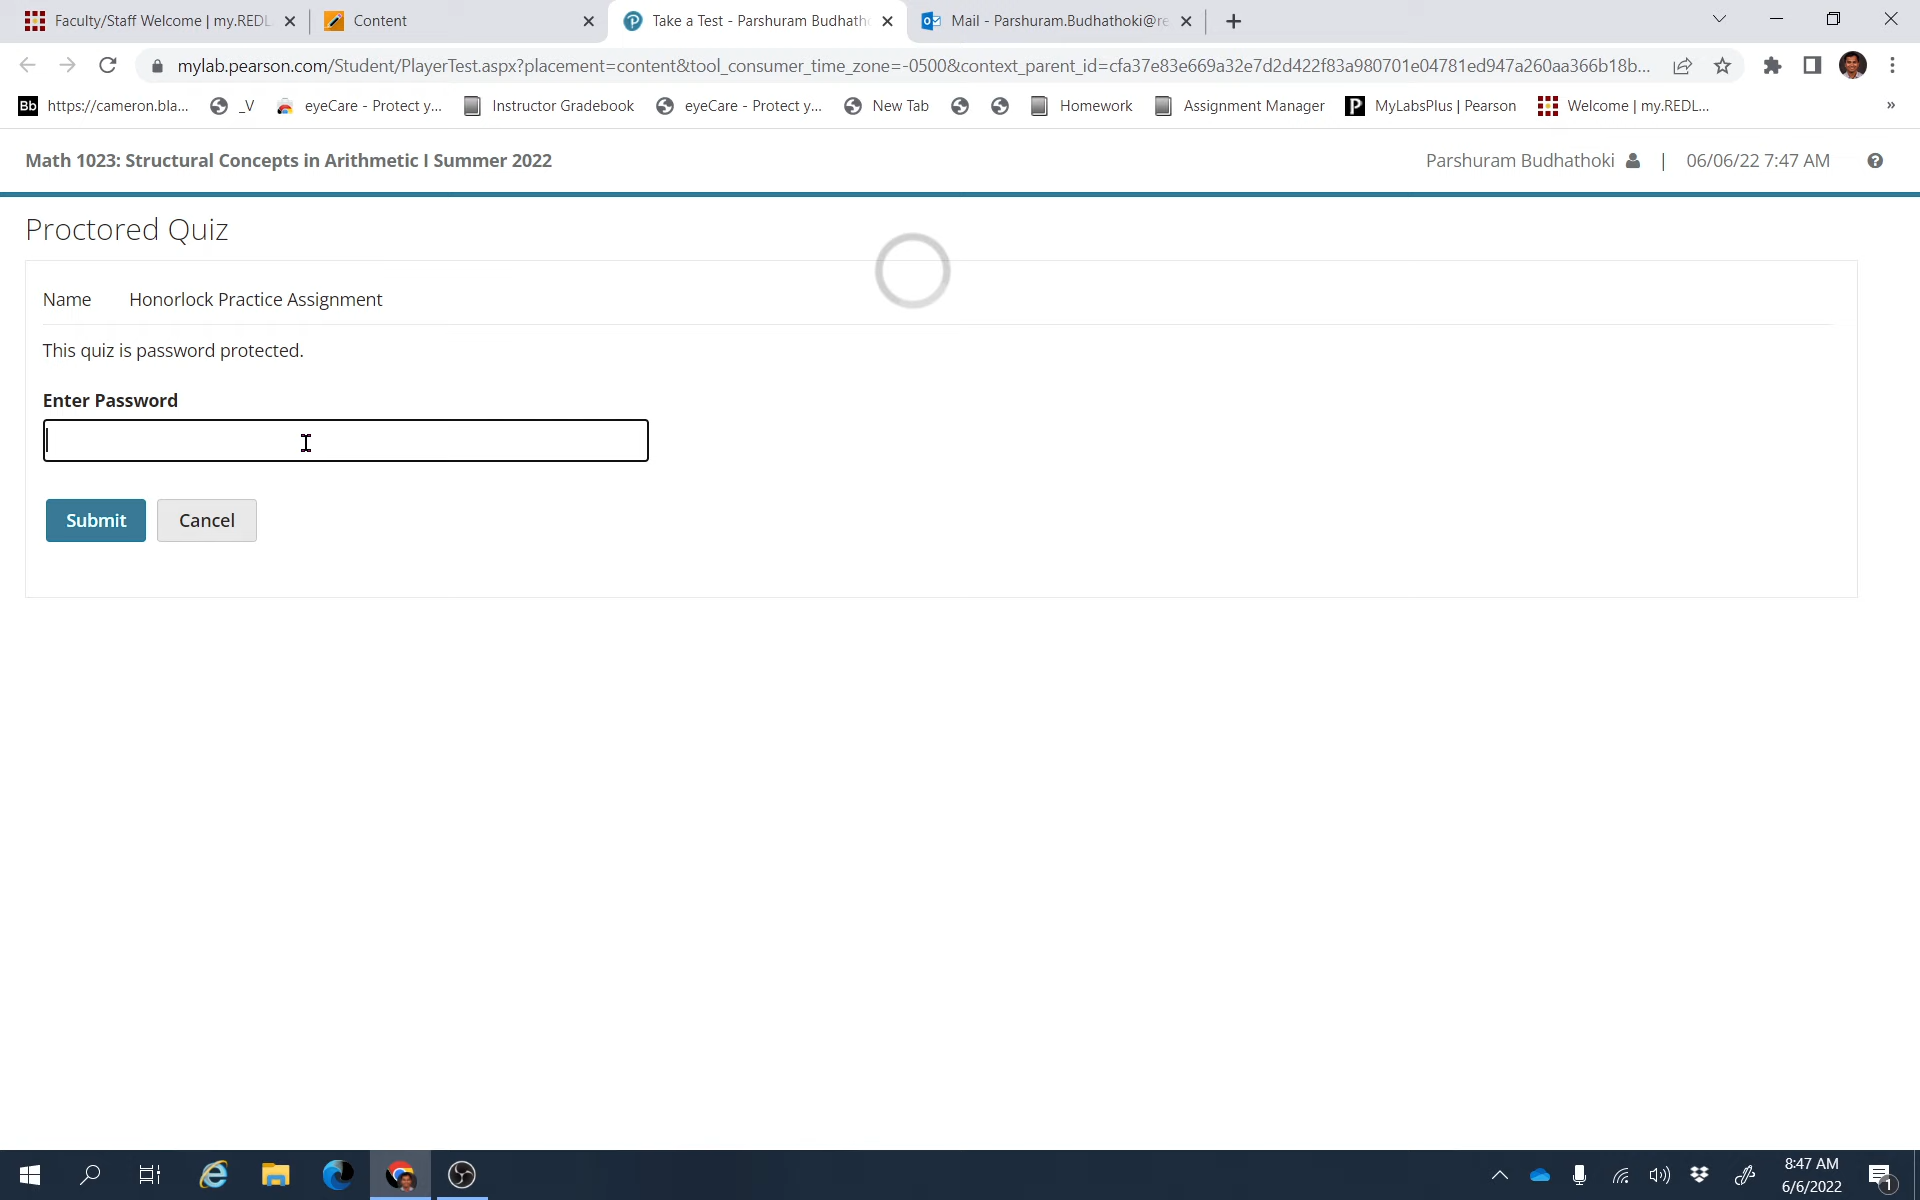 Faculty/Staff Welcome | my.REDL
Content
Take a Test - Parshuram Budhath
Mail - Parshuram.Budhathoki@re
mylab.pearson.com/Student/PlayerTest.aspx?placement=content&tool_consumer_time_zone=-0500&context_parent_id=cfa37e83e669a32e7d2d422f83a980701e04781ed947a260aa366b18b...
Bb https://cameron.bla...
_V
eyeCare - Protect y...
Instructor Gradebook
eyeCare - Protect y...
New Tab
Homework
Assignment Manager
MyLabsPlus | Pearson
Welcome | my.REDL...
»
Math 1023: Structural Concepts in Arithmetic I Summer 2022
Parshuram Budhathoki | 06/06/22 7:47 AM
Proctored Quiz
Name Honorlock Practice Assignment
This quiz is password protected.
Enter Password
Submit Cancel
8:47 AM
6/6/2022
1